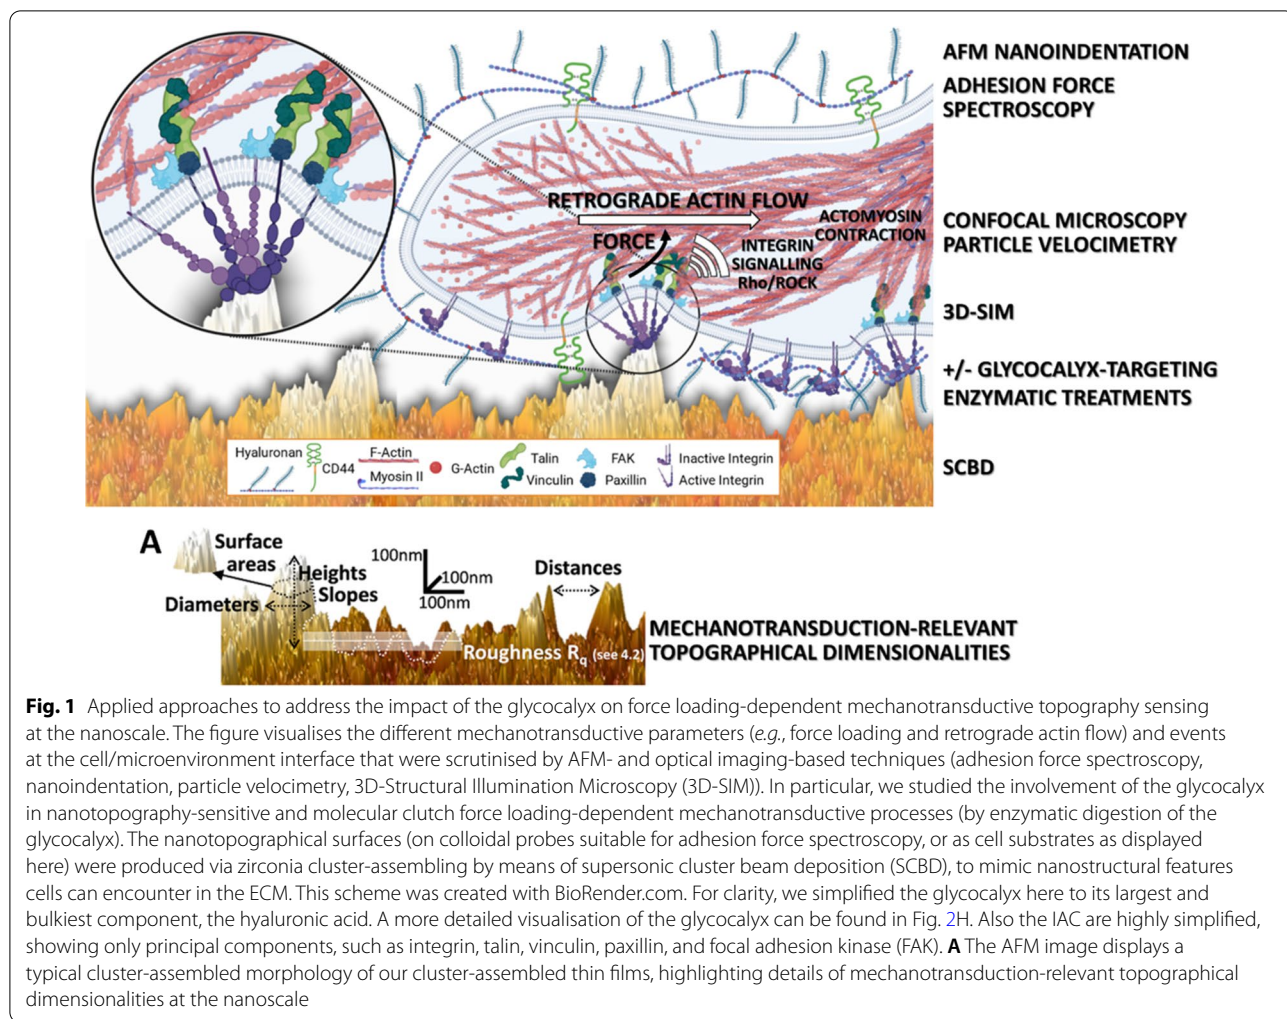 AFM NANOINDENTATION
ADHESION FORCE
SPECTROSCOPY
RETROGRADE ACTIN FLOW
FORCE
ACTOMYOSIN
CONTRACTION
INTEGRIN
SIGNALLING
Rho/ROCK
CONFOCAL MICROSCOPY
PARTICLE VELOCIMETRY
3D-SIM
+/- GLYCOCALYX-TARGETING
ENZYMATIC TREATMENTS
SCBD
Hyaluronan
CD44
F-Actin
Myosin II
G-Actin
Talin
Vinculin
FAK
Paxillin
Inactive Integrin
Active Integrin
A
Surface
areas
Heights
Slopes
Diameters
100nm
100nm
100nm
Distances
Roughness Rq (see 4.2)
MECHANOTRANSDUCTION-RELEVANT
TOPOGRAPHICAL DIMENSIONALITIES
Fig. 1 Applied approaches to address the impact of the glycocalyx on force loading-dependent mechanotransductive topography sensing
at the nanoscale. The figure visualises the different mechanotransductive parameters (e.g., force loading and retrograde actin flow) and events
at the cell/microenvironment interface that were scrutinised by AFM- and optical imaging-based techniques (adhesion force spectroscopy,
nanoindentation, particle velocimetry, 3D-Structural Illumination Microscopy (3D-SIM)). In particular, we studied the involvement of the glycocalyx
in nanotopography-sensitive and molecular clutch force loading-dependent mechanotransductive processes (by enzymatic digestion of the
glycocalyx). The nanotopographical surfaces (on colloidal probes suitable for adhesion force spectroscopy, or as cell substrates as displayed
here) were produced via zirconia cluster-assembling by means of supersonic cluster beam deposition (SCBD), to mimic nanostructural features
cells can encounter in the ECM. This scheme was created with BioRender.com. For clarity, we simplified the glycocalyx here to its largest and
bulkiest component, the hyaluronic acid. A more detailed visualisation of the glycocalyx can be found in Fig. 2H. Also the IAC are highly simplified,
showing only principal components, such as integrin, talin, vinculin, paxillin, and focal adhesion kinase (FAK). A The AFM image displays a
typical cluster-assembled morphology of our cluster-assembled thin films, highlighting details of mechanotransduction-relevant topographical
dimensionalities at the nanoscale